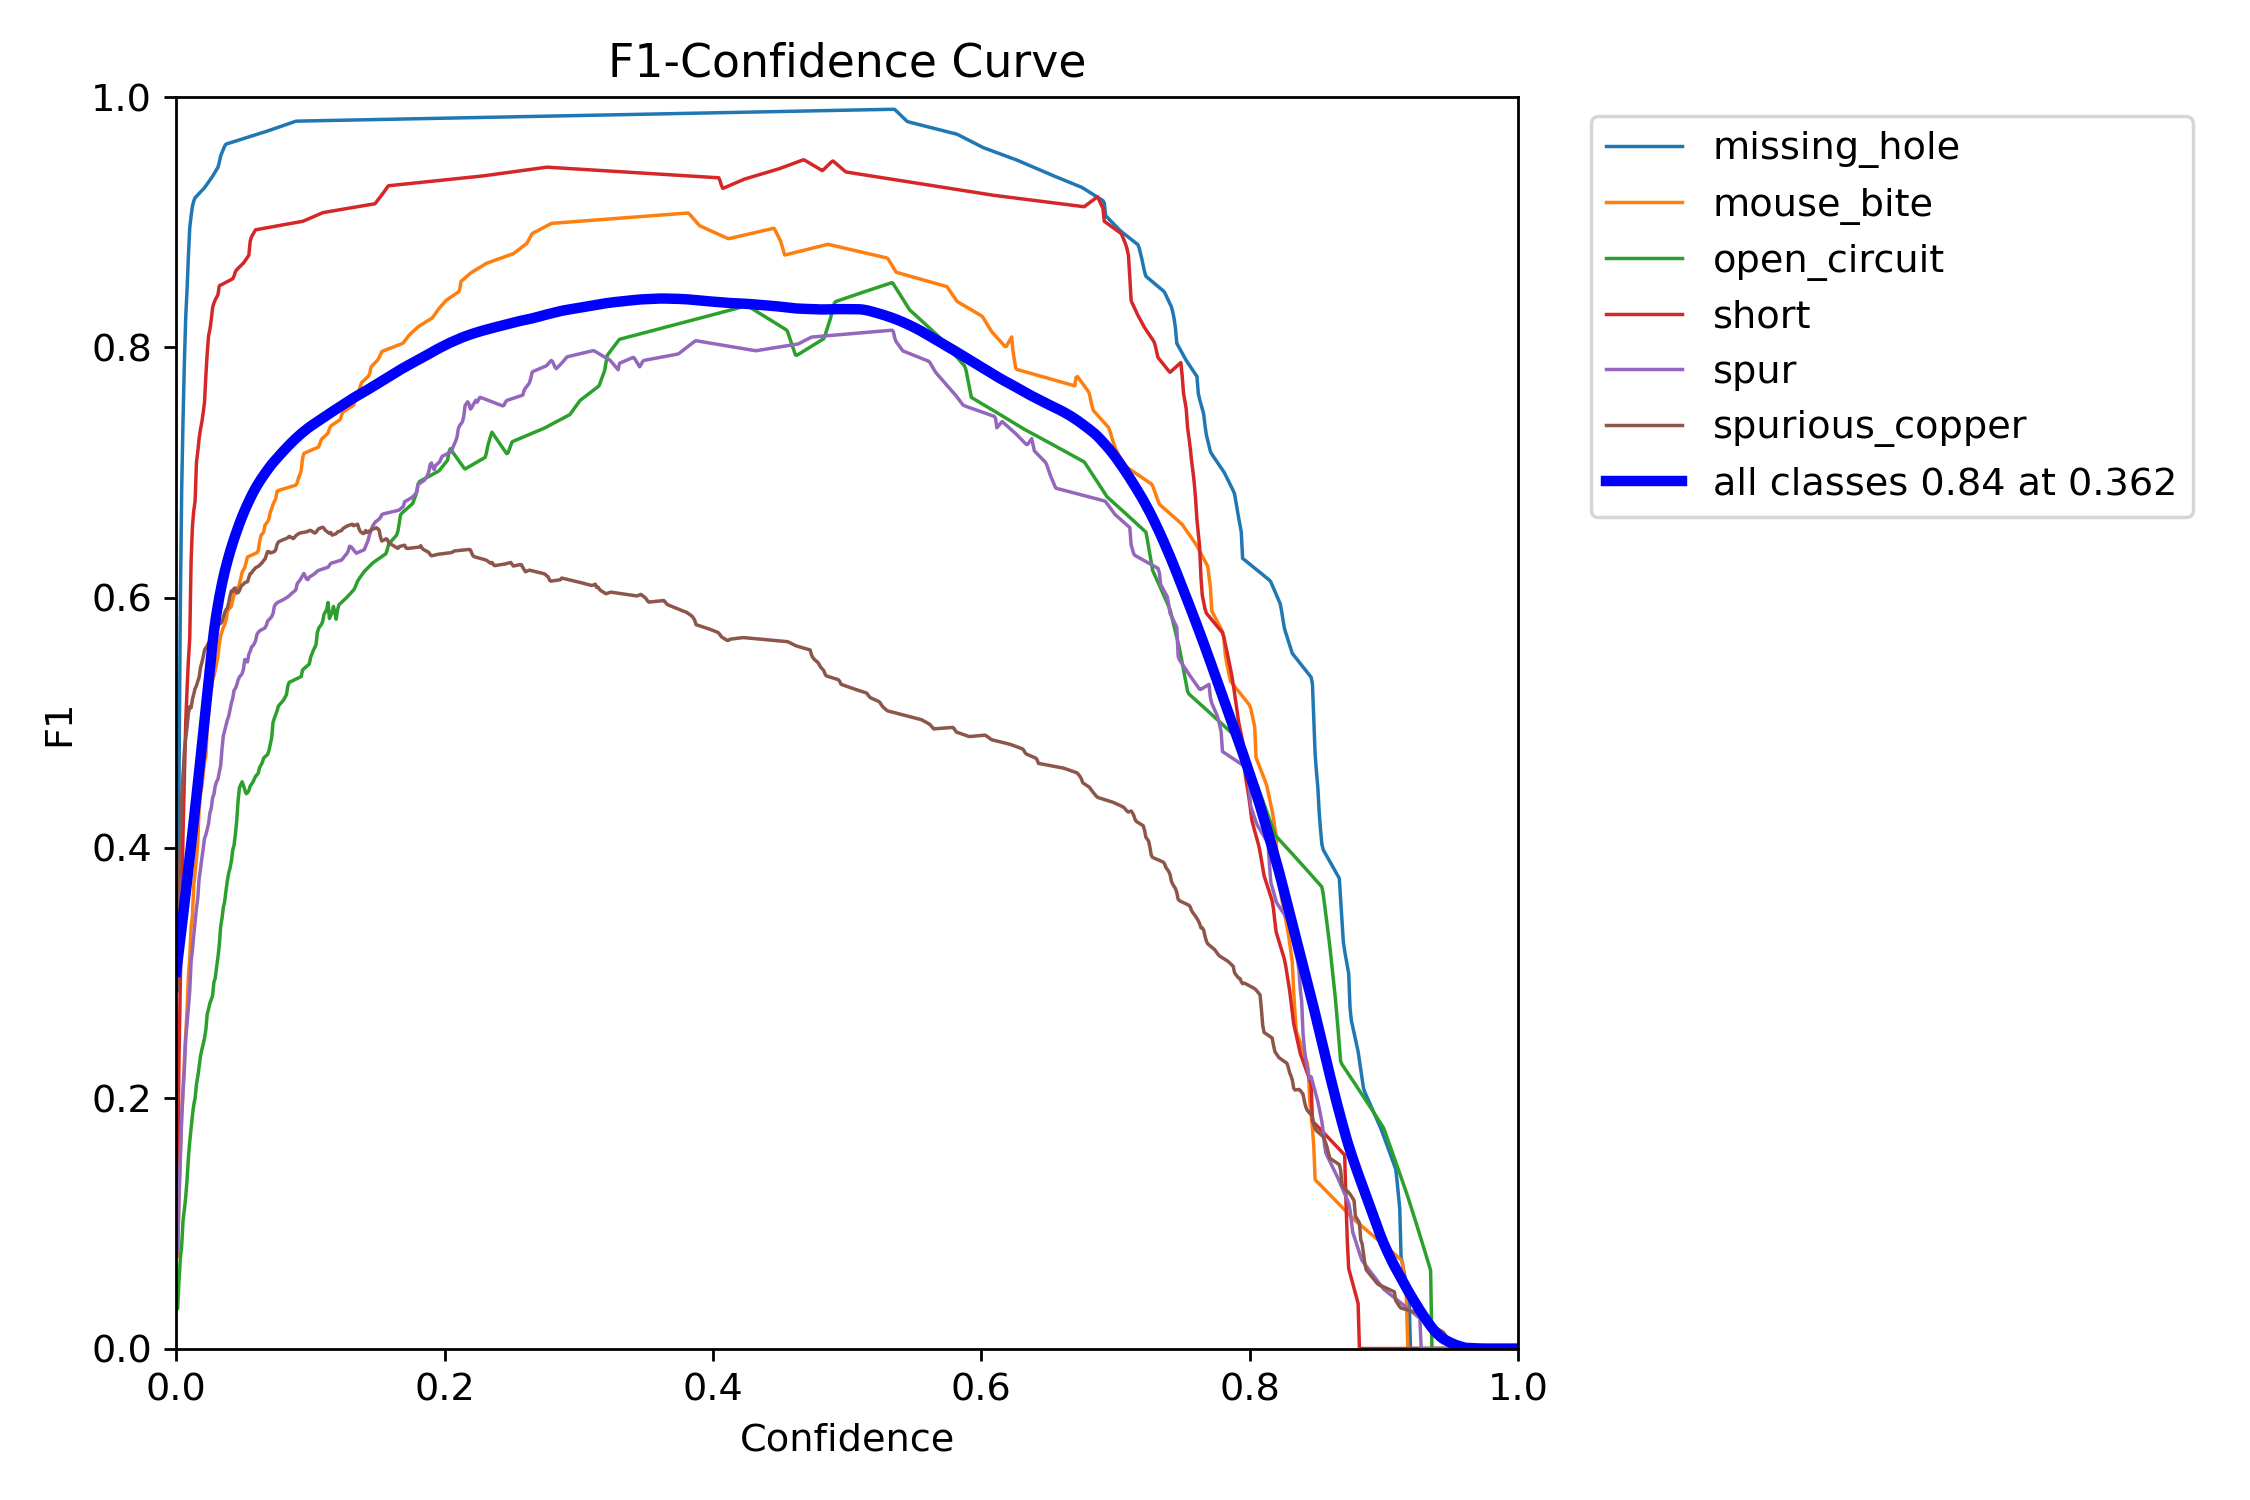 F1-Confidence Curve
1.0
0.8
0.6
0.4
0.2
0.0
F1
0.0 0.2 0.4 0.6 0.8 1.0
Confidence
missing_hole
mouse_bite
open_circuit
short
spur
spurious_copper
all classes 0.84 at 0.362